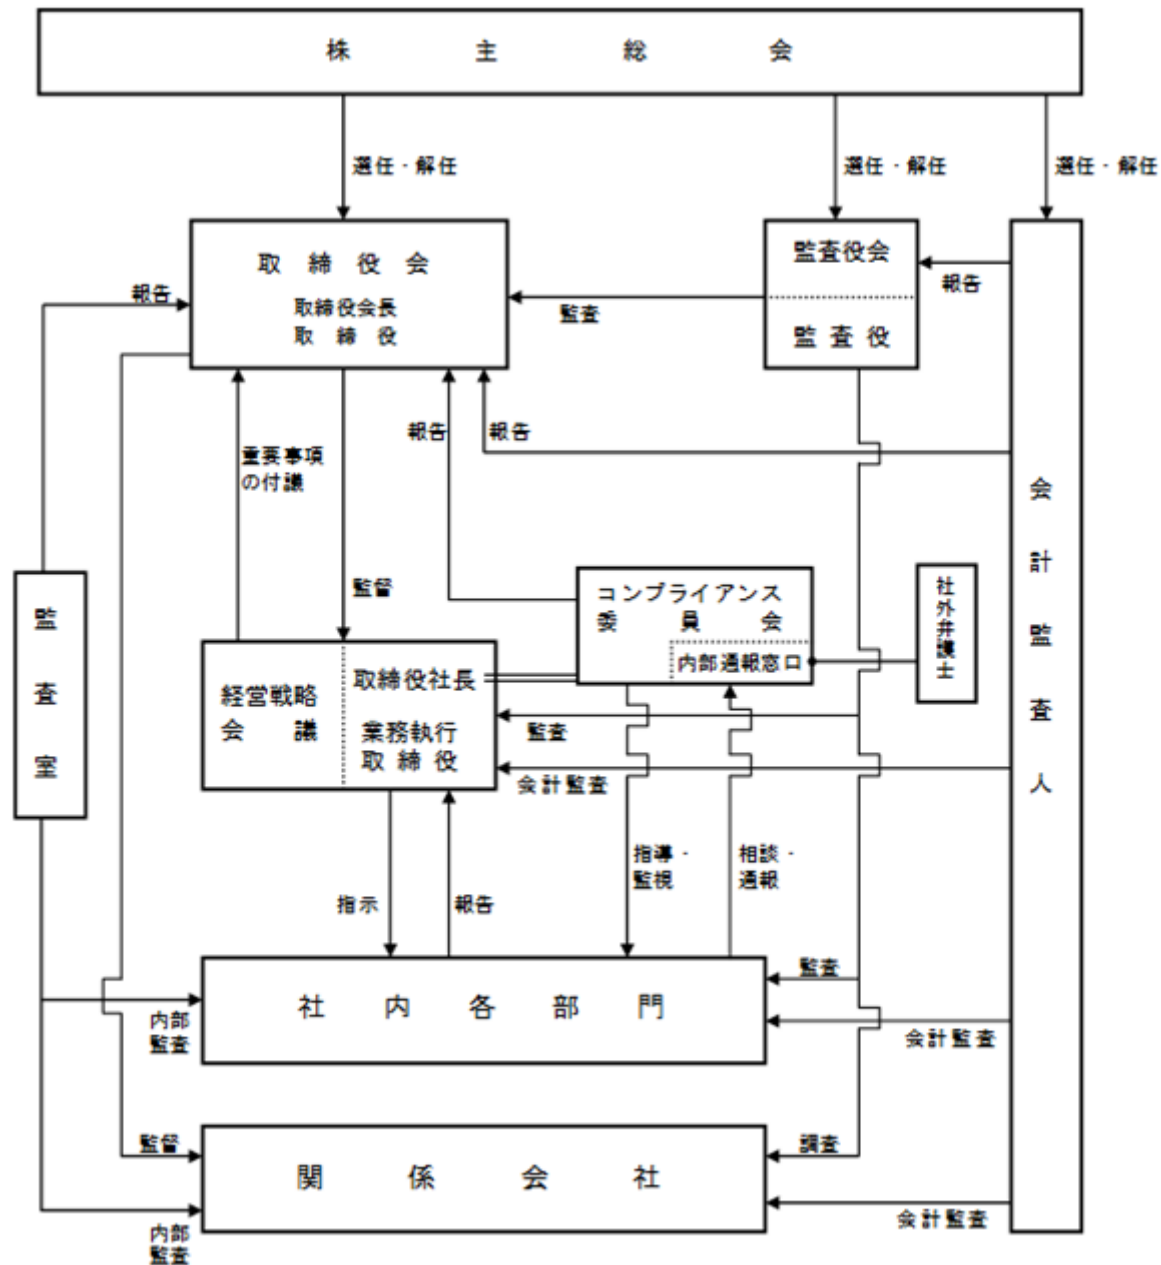 株主総会
選任・解任
選任・解任
選任・解任
取締役会
取締役会長
取締役
監査役会
監査役
報告
報告
監査
報告
報告
重要事項
の付議
会計監査人
監査室
監督
コンプライアンス
委員会
内部通報窓口
社外弁護士
経営戦略
会議
取締役社長
業務執行
取締役
監査
会計監査
指導・
監視
相談・
通報
指示
報告
社内各部門
監査
内部
監査
会計監査
監督
関係会社
調査
会計監査
内部
監査